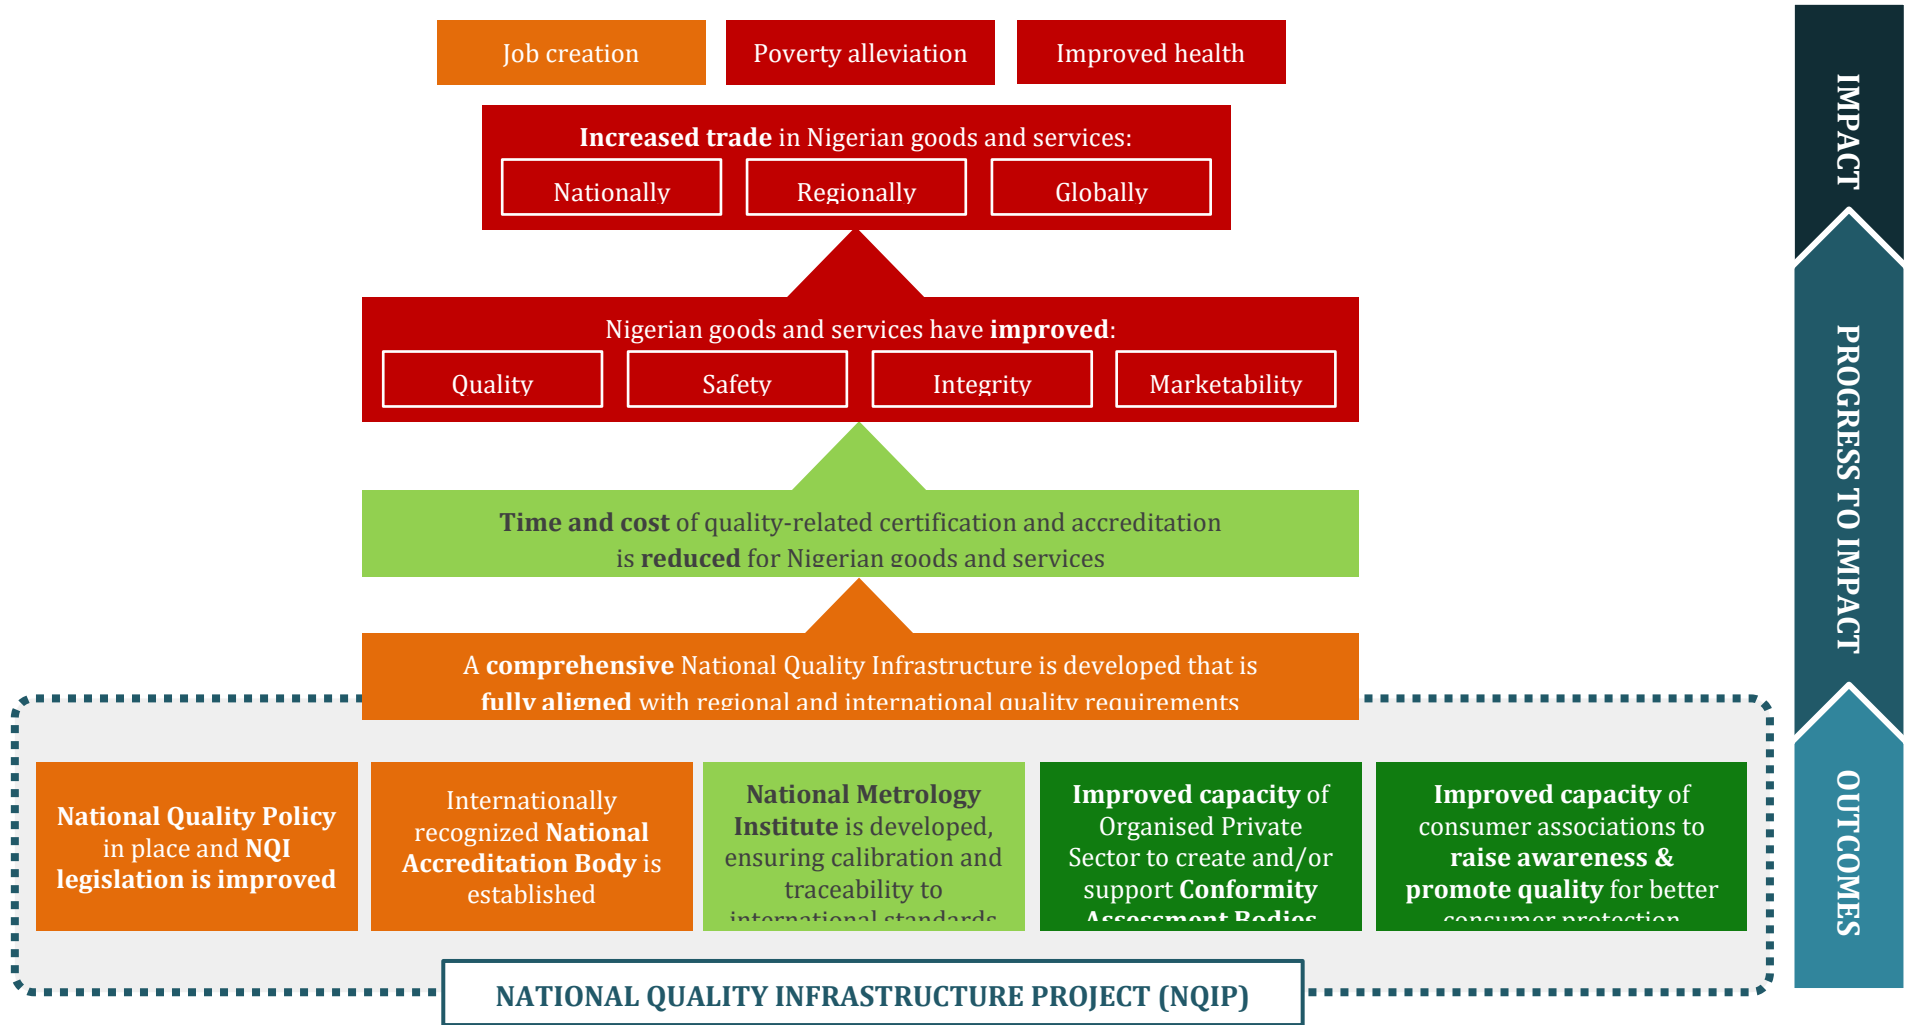 Job creation
Poverty alleviation
Improved health
Increased trade in Nigerian goods and services:
Nationally
Regionally
Globally
Nigerian goods and services have improved:
Quality
Safety
Integrity
Marketability
Time and cost of quality-related certification and accreditation
is reduced for Nigerian goods and services
A comprehensive National Quality Infrastructure is developed that is
fully aligned with regional and international quality requirements
National Quality Policy
in place and NQI
legislation is improved
Internationally
recognized National
Accreditation Body is
established
National Metrology
Institute is developed,
ensuring calibration and
traceability to
international standards
Improved capacity of
Organised Private
Sector to create and/or
support Conformity
Assessment Bodies
Improved capacity of
consumer associations to
raise awareness &
promote quality for better
consumer protection
NATIONAL QUALITY INFRASTRUCTURE PROJECT (NQIP)
IMPACT
PROGRESS TO IMPACT
OUTCOMES